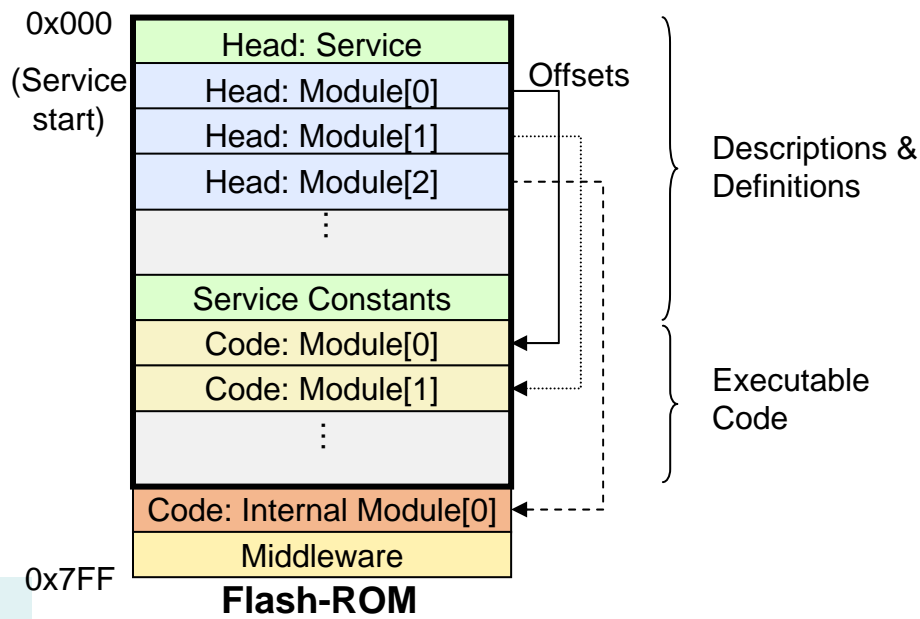 0x000
(Service
start)
Head: Service
Head: Module[0]
Offsets
Head: Module[1]
Head: Module[2]
⋮
Descriptions &
Definitions
Service Constants
Code: Module[0]
Code: Module[1]
⋮
Executable
Code
Code: Internal Module[0]
Middleware
0x7FF
Flash-ROM